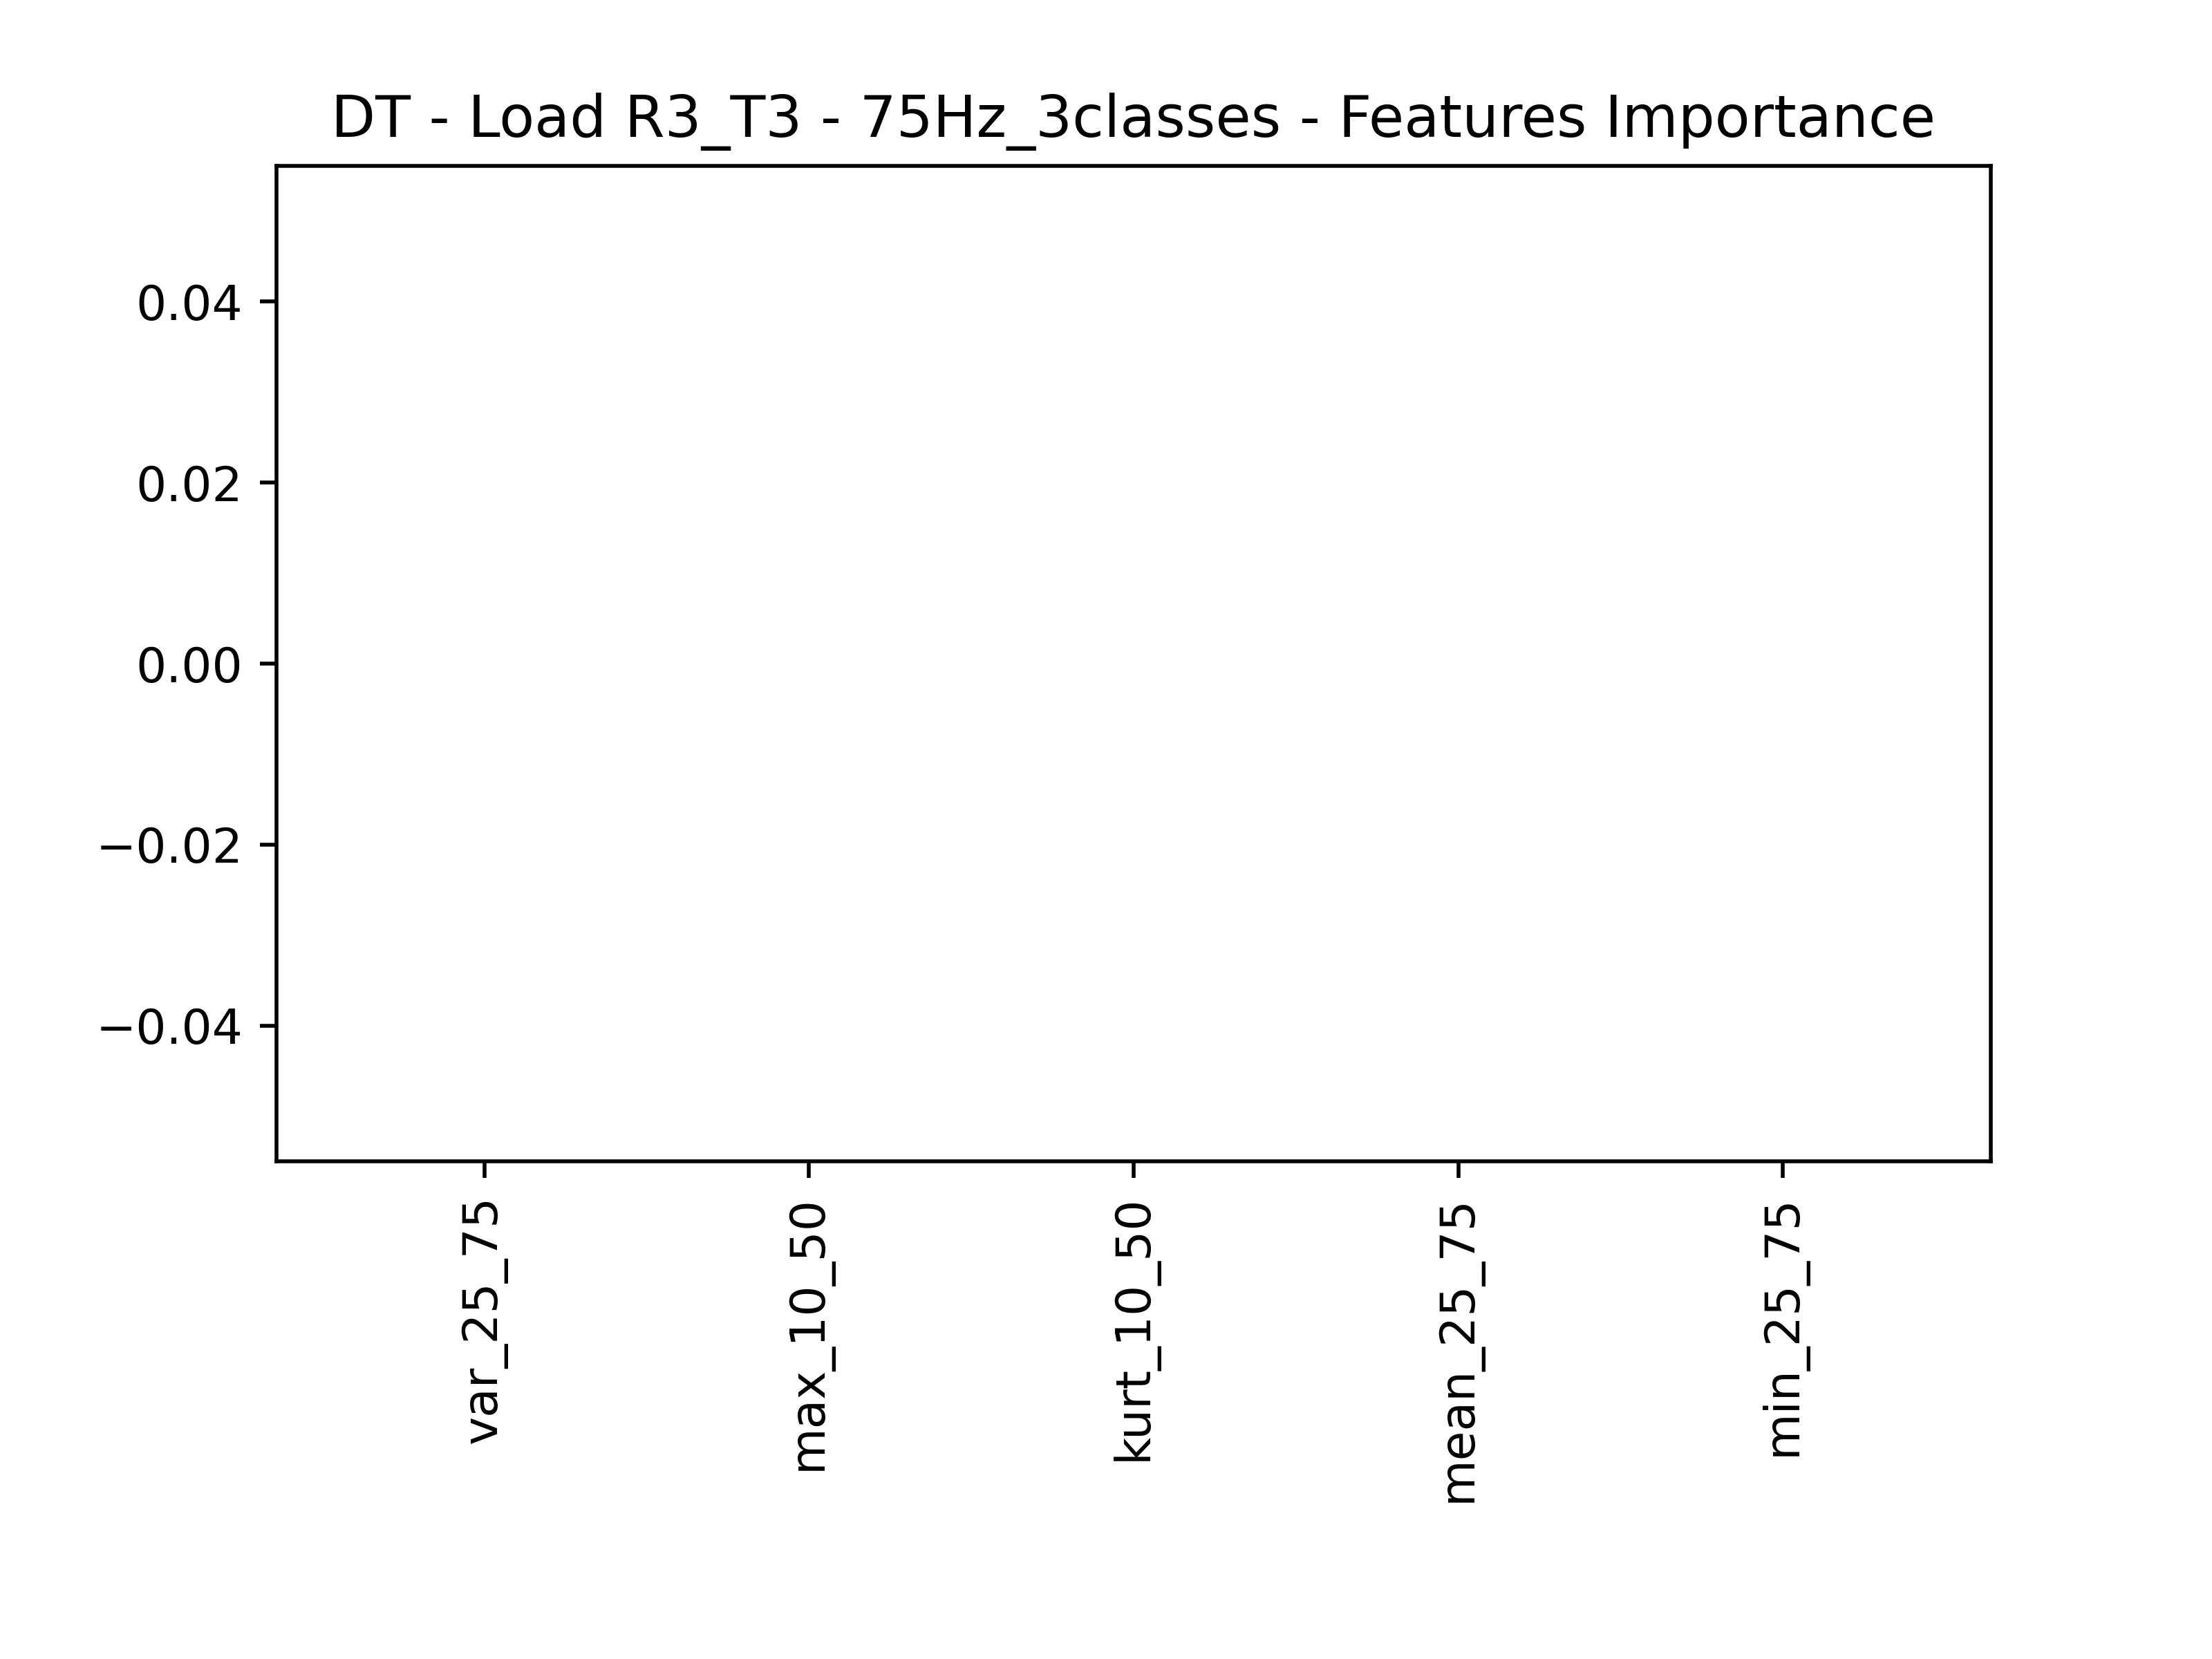 DT - Load R3_T3 - 75Hz_3classes - Features Importance
0.04
0.02
0.00
−0.02
−0.04
var_25_75
max_10_50
kurt_10_50
mean_25_75
min_25_75